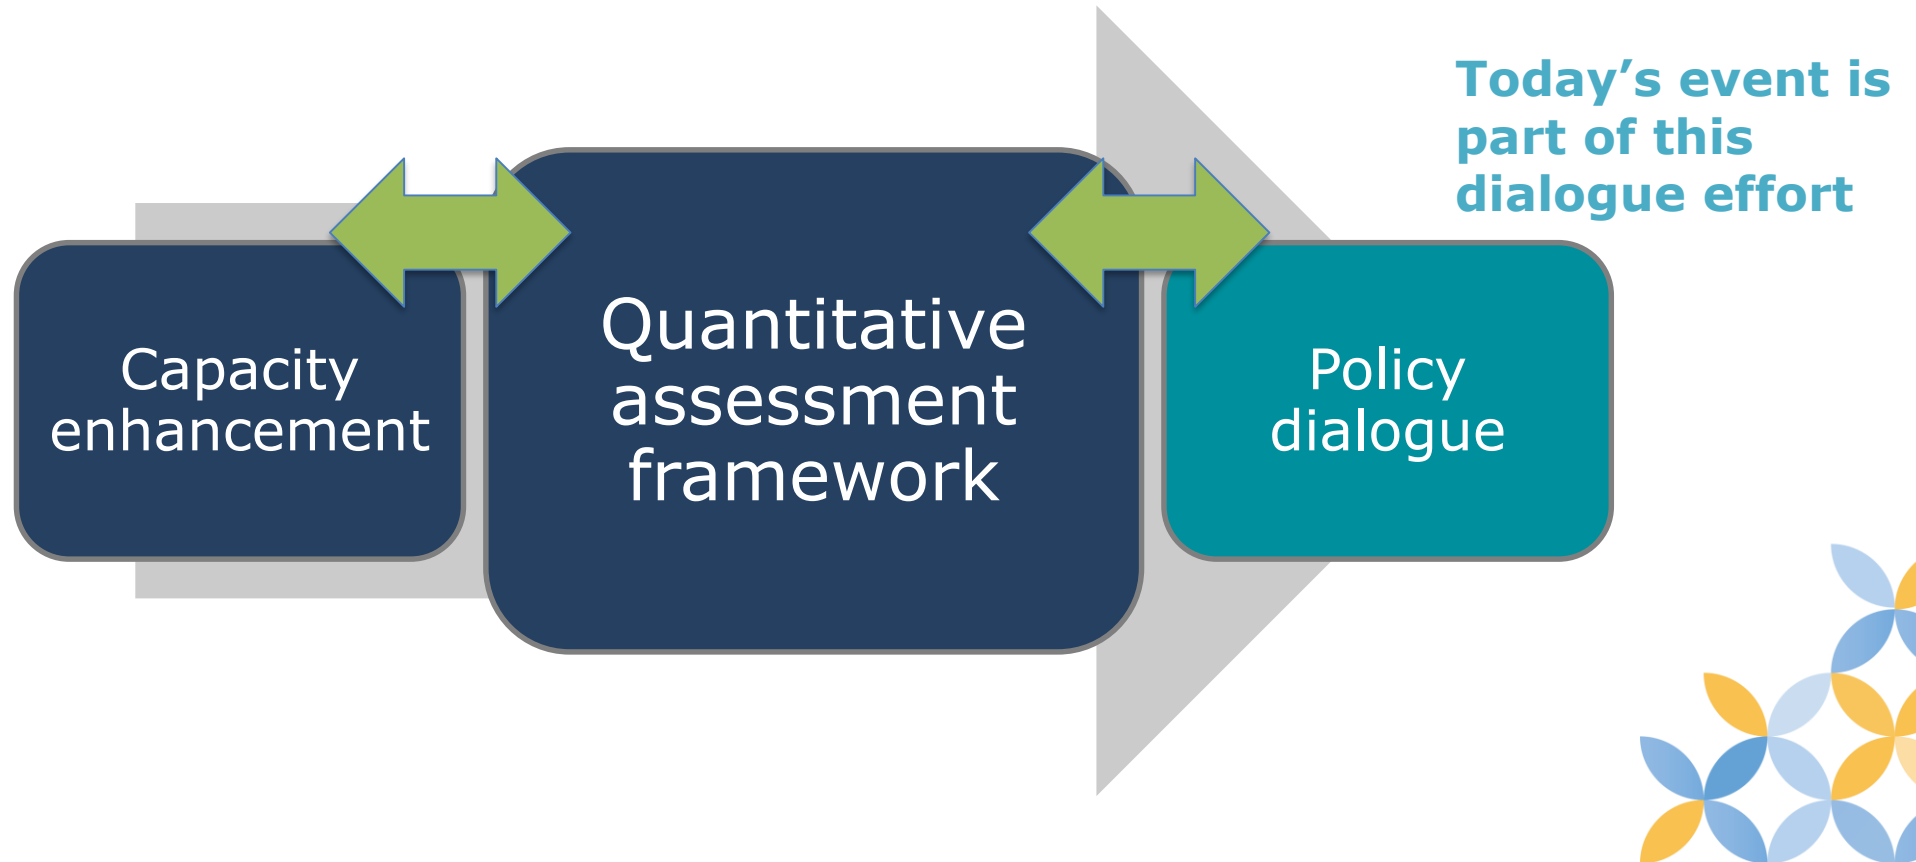 Today’s event is
part of this
dialogue effort
Capacity
enhancement
Quantitative
assessment
framework
Policy
dialogue